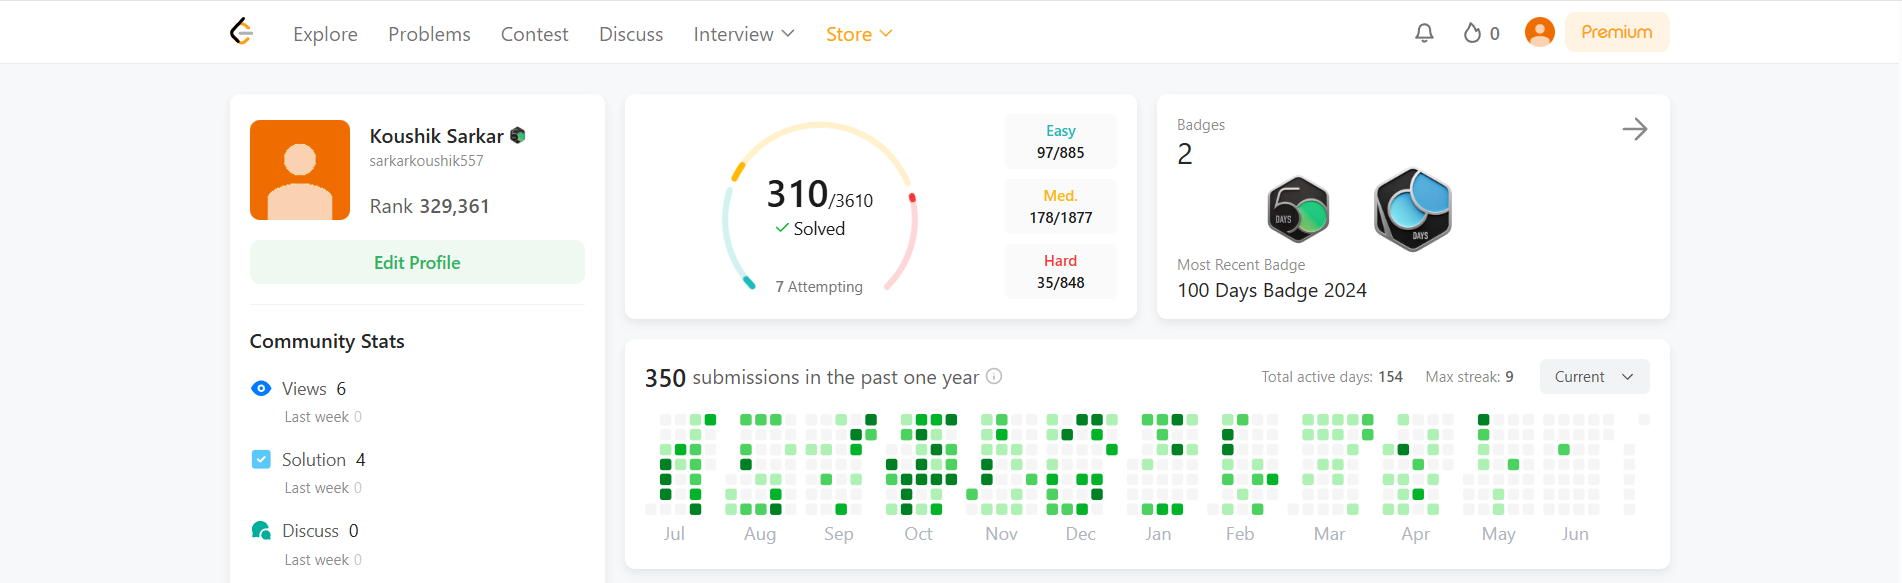 Explore Problems Contest Discuss Interview Store 0 Premium
Koushik Sarkar
sarkarkoushik557
Rank 329,361
Edit Profile
Community Stats
Views 6
Last week 0
Solution 4
Last week 0
Discuss 0
Last week 0
310/3610
Solved
7 Attempting
Easy
97/885
Med.
178/1877
Hard
35/848
Badges
2
50 DAYS
100 DAYS
Most Recent Badge
100 Days Badge 2024
350 submissions in the past one year
Total active days: 154 Max streak: 9 Current
Jul Aug Sep Oct Nov Dec Jan Feb Mar Apr May Jun